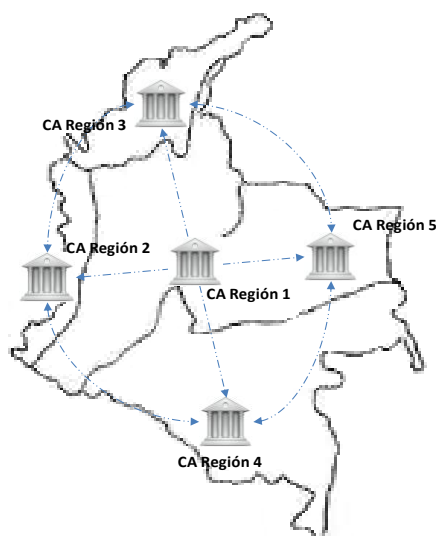 CA Región 3
CA Región 5
CA Región 2
CA Región 1
CA Región 4